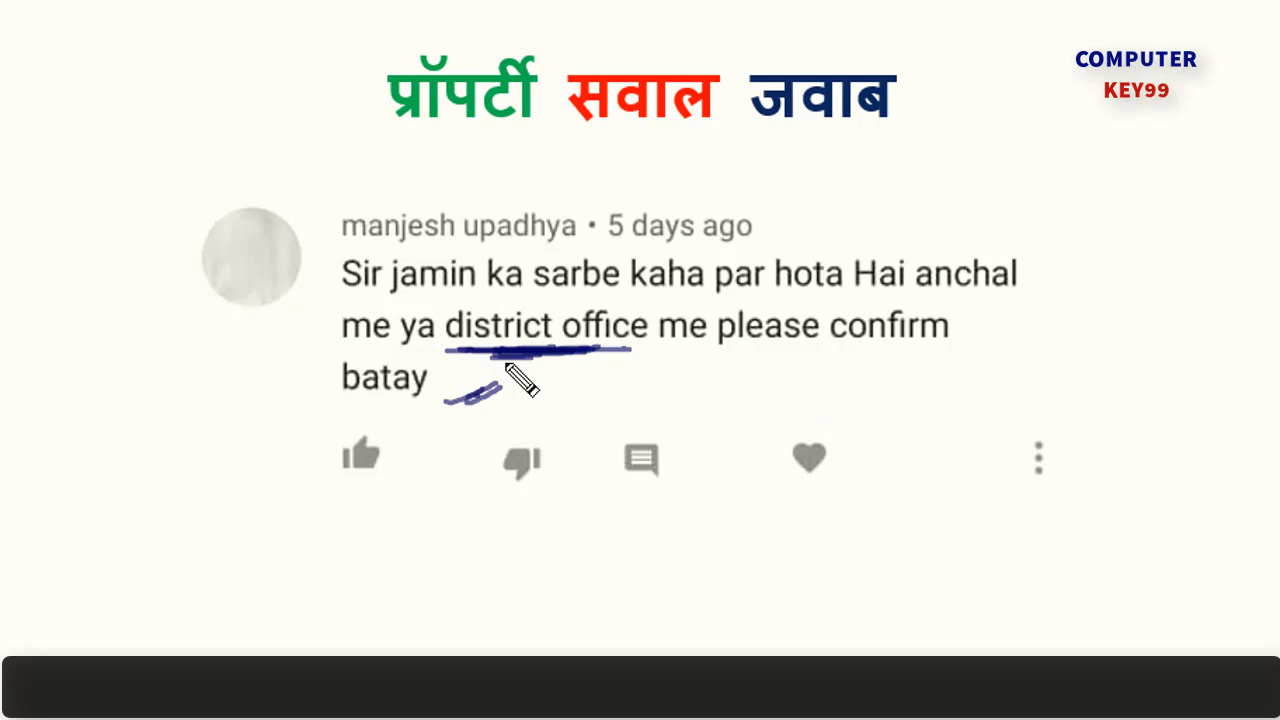 प्रॉपर्टी सवाल जवाब
COMPUTER
KEY99
manjesh upadhya • 5 days ago
Sir jamin ka sarbe kaha par hota Hai anchal
me ya district office me please confirm
batay